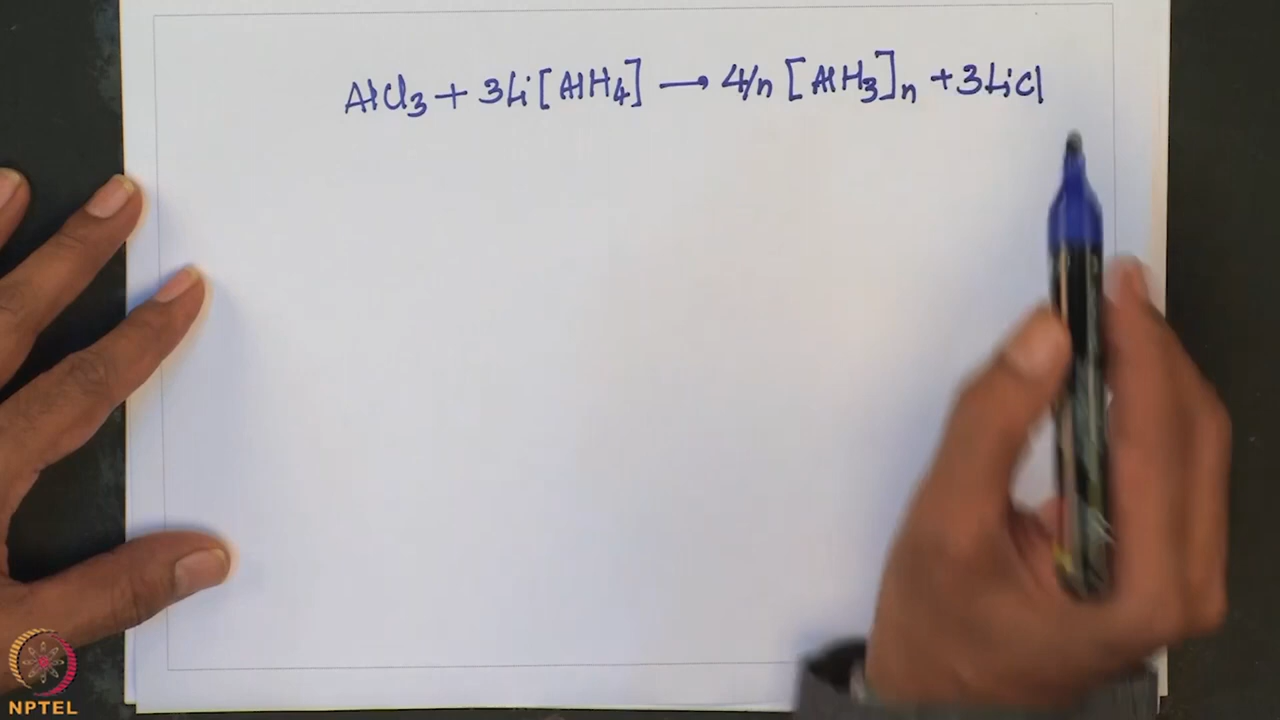 AlCl3 + 3Li[AlH4] → 4/n [AlH3]n + 3LiCl
NPTEL